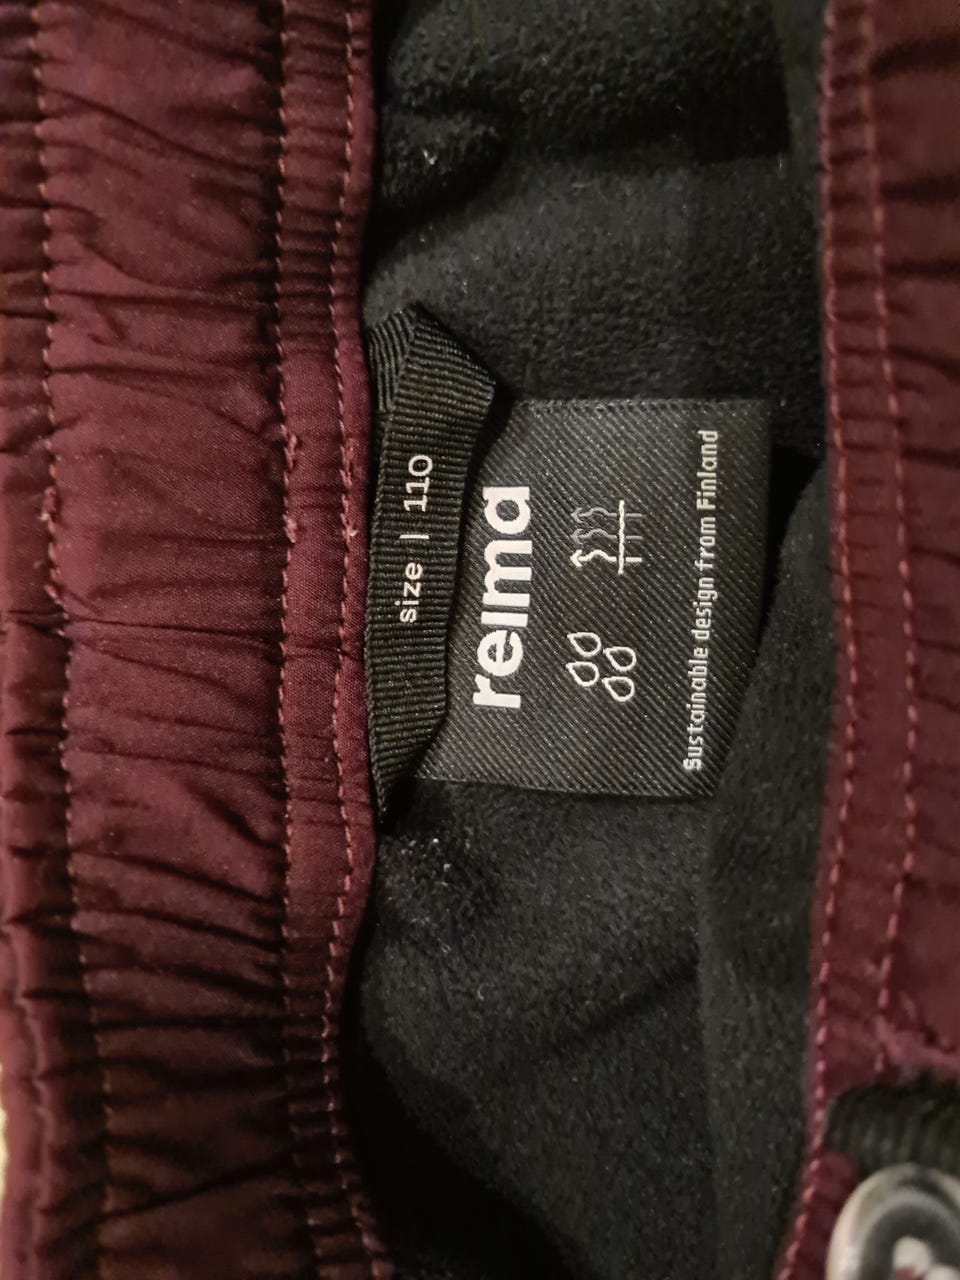 size | 110
reima
Sustainable design from Finland